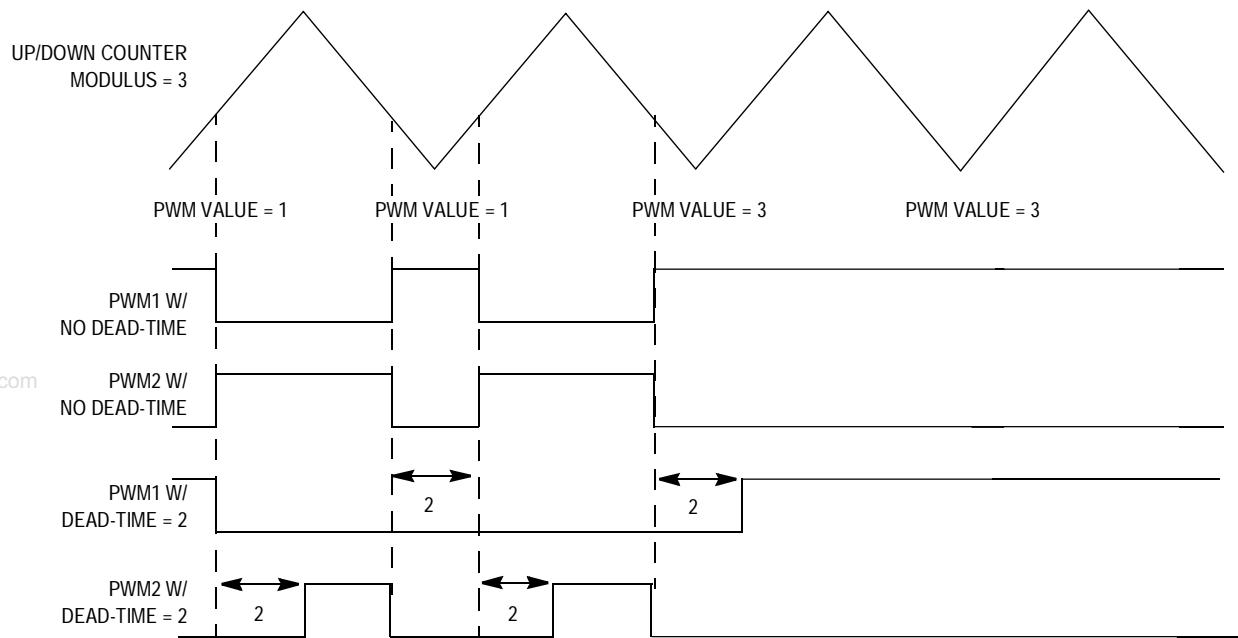 UP/DOWN COUNTER
MODULUS = 3
PWM VALUE = 1 PWM VALUE = 1 PWM VALUE = 3 PWM VALUE = 3
PWM1 W/
NO DEAD-TIME
com
PWM2 W/
NO DEAD-TIME
PWM1 W/
DEAD-TIME = 2
2 2
PWM2 W/
DEAD-TIME = 2
2 2